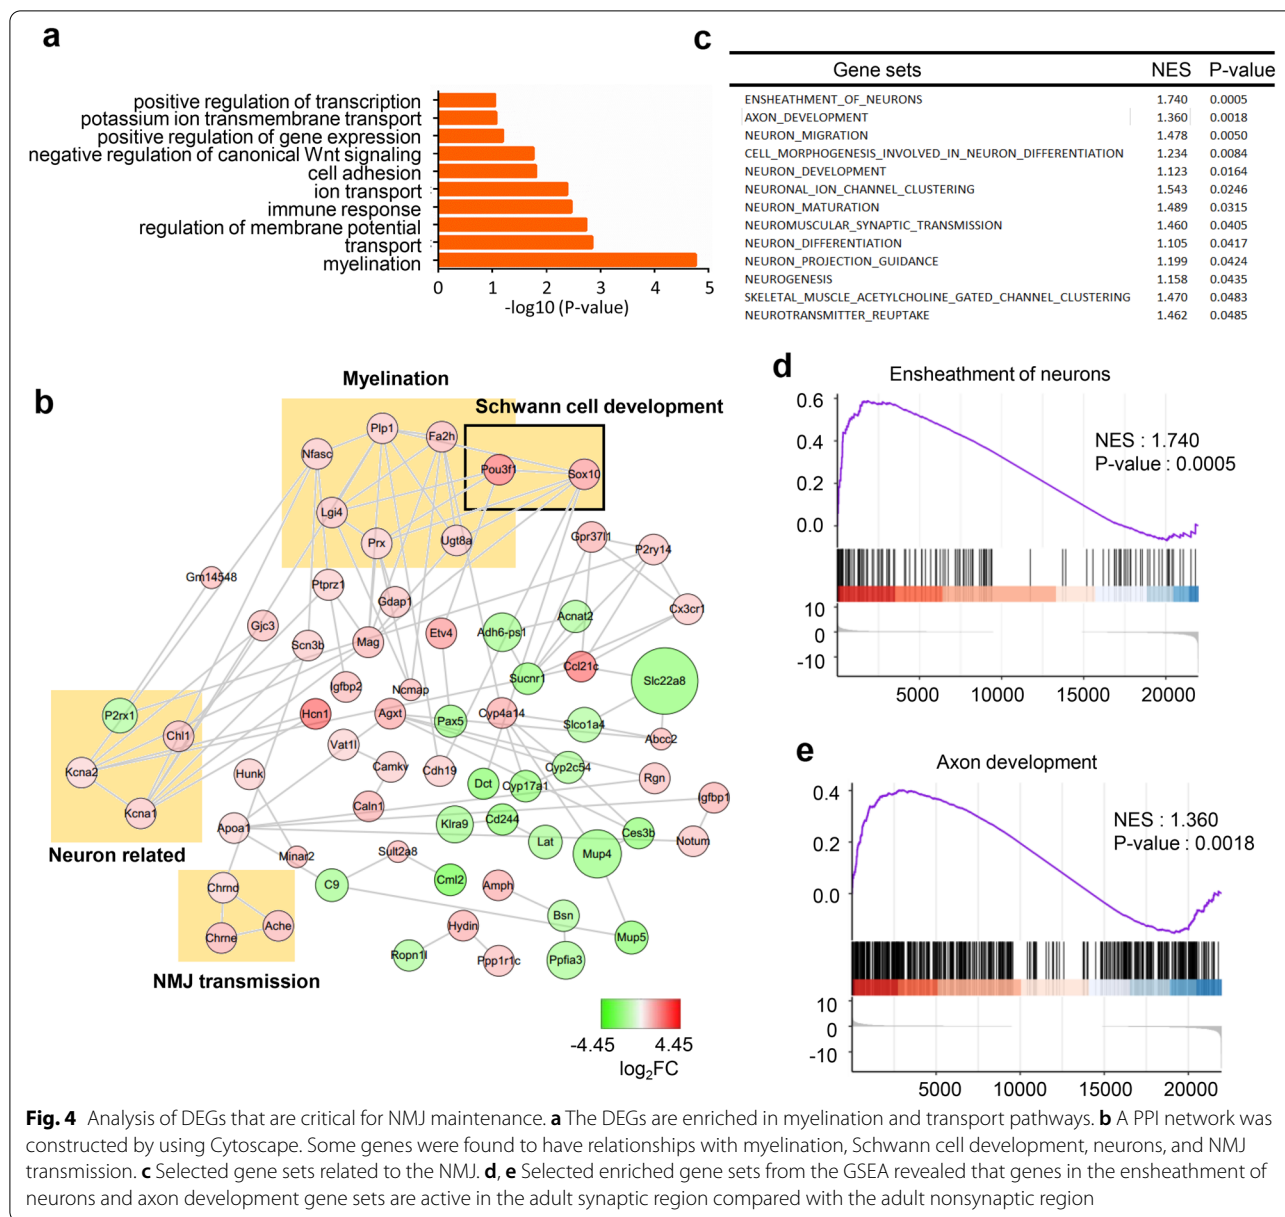 a
positive regulation of transcription
potassium ion transmembrane transport
positive regulation of gene expression
negative regulation of canonical Wnt signaling
cell adhesion
ion transport
immune response
regulation of membrane potential
transport
myelination
0 1 2 3 4 5
-log10 (P-value)
c
Gene sets NES P-value
ENSHEATHMENT_OF_NEURONS 1.740 0.0005
AXON_DEVELOPMENT 1.360 0.0018
NEURON_MIGRATION 1.478 0.0050
CELL_MORPHOGENESIS_INVOLVED_IN_NEURON_DIFFERENTIATION 1.234 0.0084
NEURON_DEVELOPMENT 1.123 0.0164
NEURONAL_ION_CHANNEL_CLUSTERING 1.543 0.0246
NEURON_MATURATION 1.489 0.0315
NEUROMUSCULAR_SYNAPTIC_TRANSMISSION 1.460 0.0405
NEURON_DIFFERENTIATION 1.105 0.0417
NEURON_PROJECTION_GUIDANCE 1.199 0.0424
NEUROGENESIS 1.158 0.0435
SKELETAL_MUSCLE_ACETYLCHOLINE_GATED_CHANNEL_CLUSTERING 1.470 0.0483
NEUROTRANSMITTER_REUPTAKE 1.462 0.0485
b
Myelination
Schwann cell development
Plp1
Fa2h
Nfasc
Pou3f1
Sox10
Lgi4
Prx
Ugt8a
Gpr37l1
P2ry14
Gm14548
Ptprz1
Gdap1
Cx3cr1
Gjc3
Scn3b
Mag
Etv4
Adh6-ps1
Acnat2
Igfbp2
Ncmap
Sucnr1
Ccl21c
Slc22a8
P2rx1
Hcn1
Agxt
Pax5
Cyp4a14
Slco1a4
Abcc2
Chl1
Vat1l
Kcna2
Hunk
Camkv
Cdh19
Dct
Cyp17a1
Cyp2c54
Rgn
Igfbp1
Kcna1
Apoa1
Caln1
Klra9
Cd244
Lat
Ces3b
Notum
Neuron related
Minar2
Sult2a8
Mup4
Chrnd
C9
Cml2
Amph
Chrne
Ache
Hydin
Bsn
Mup5
Ropn1l
Ppp1r1c
Ppfia3
NMJ transmission
-4.45 4.45
log2FC
d
Ensheathment of neurons
0.6
0.4
0.2
0.0
NES : 1.740
P-value : 0.0005
10
0
-10
5000 10000 15000 20000
e
Axon development
0.4
0.2
0.0
NES : 1.360
P-value : 0.0018
10
0
-10
5000 10000 15000 20000
Fig. 4 Analysis of DEGs that are critical for NMJ maintenance. a The DEGs are enriched in myelination and transport pathways. b A PPI network was
constructed by using Cytoscape. Some genes were found to have relationships with myelination, Schwann cell development, neurons, and NMJ
transmission. c Selected gene sets related to the NMJ. d, e Selected enriched gene sets from the GSEA revealed that genes in the ensheathment of
neurons and axon development gene sets are active in the adult synaptic region compared with the adult nonsynaptic region